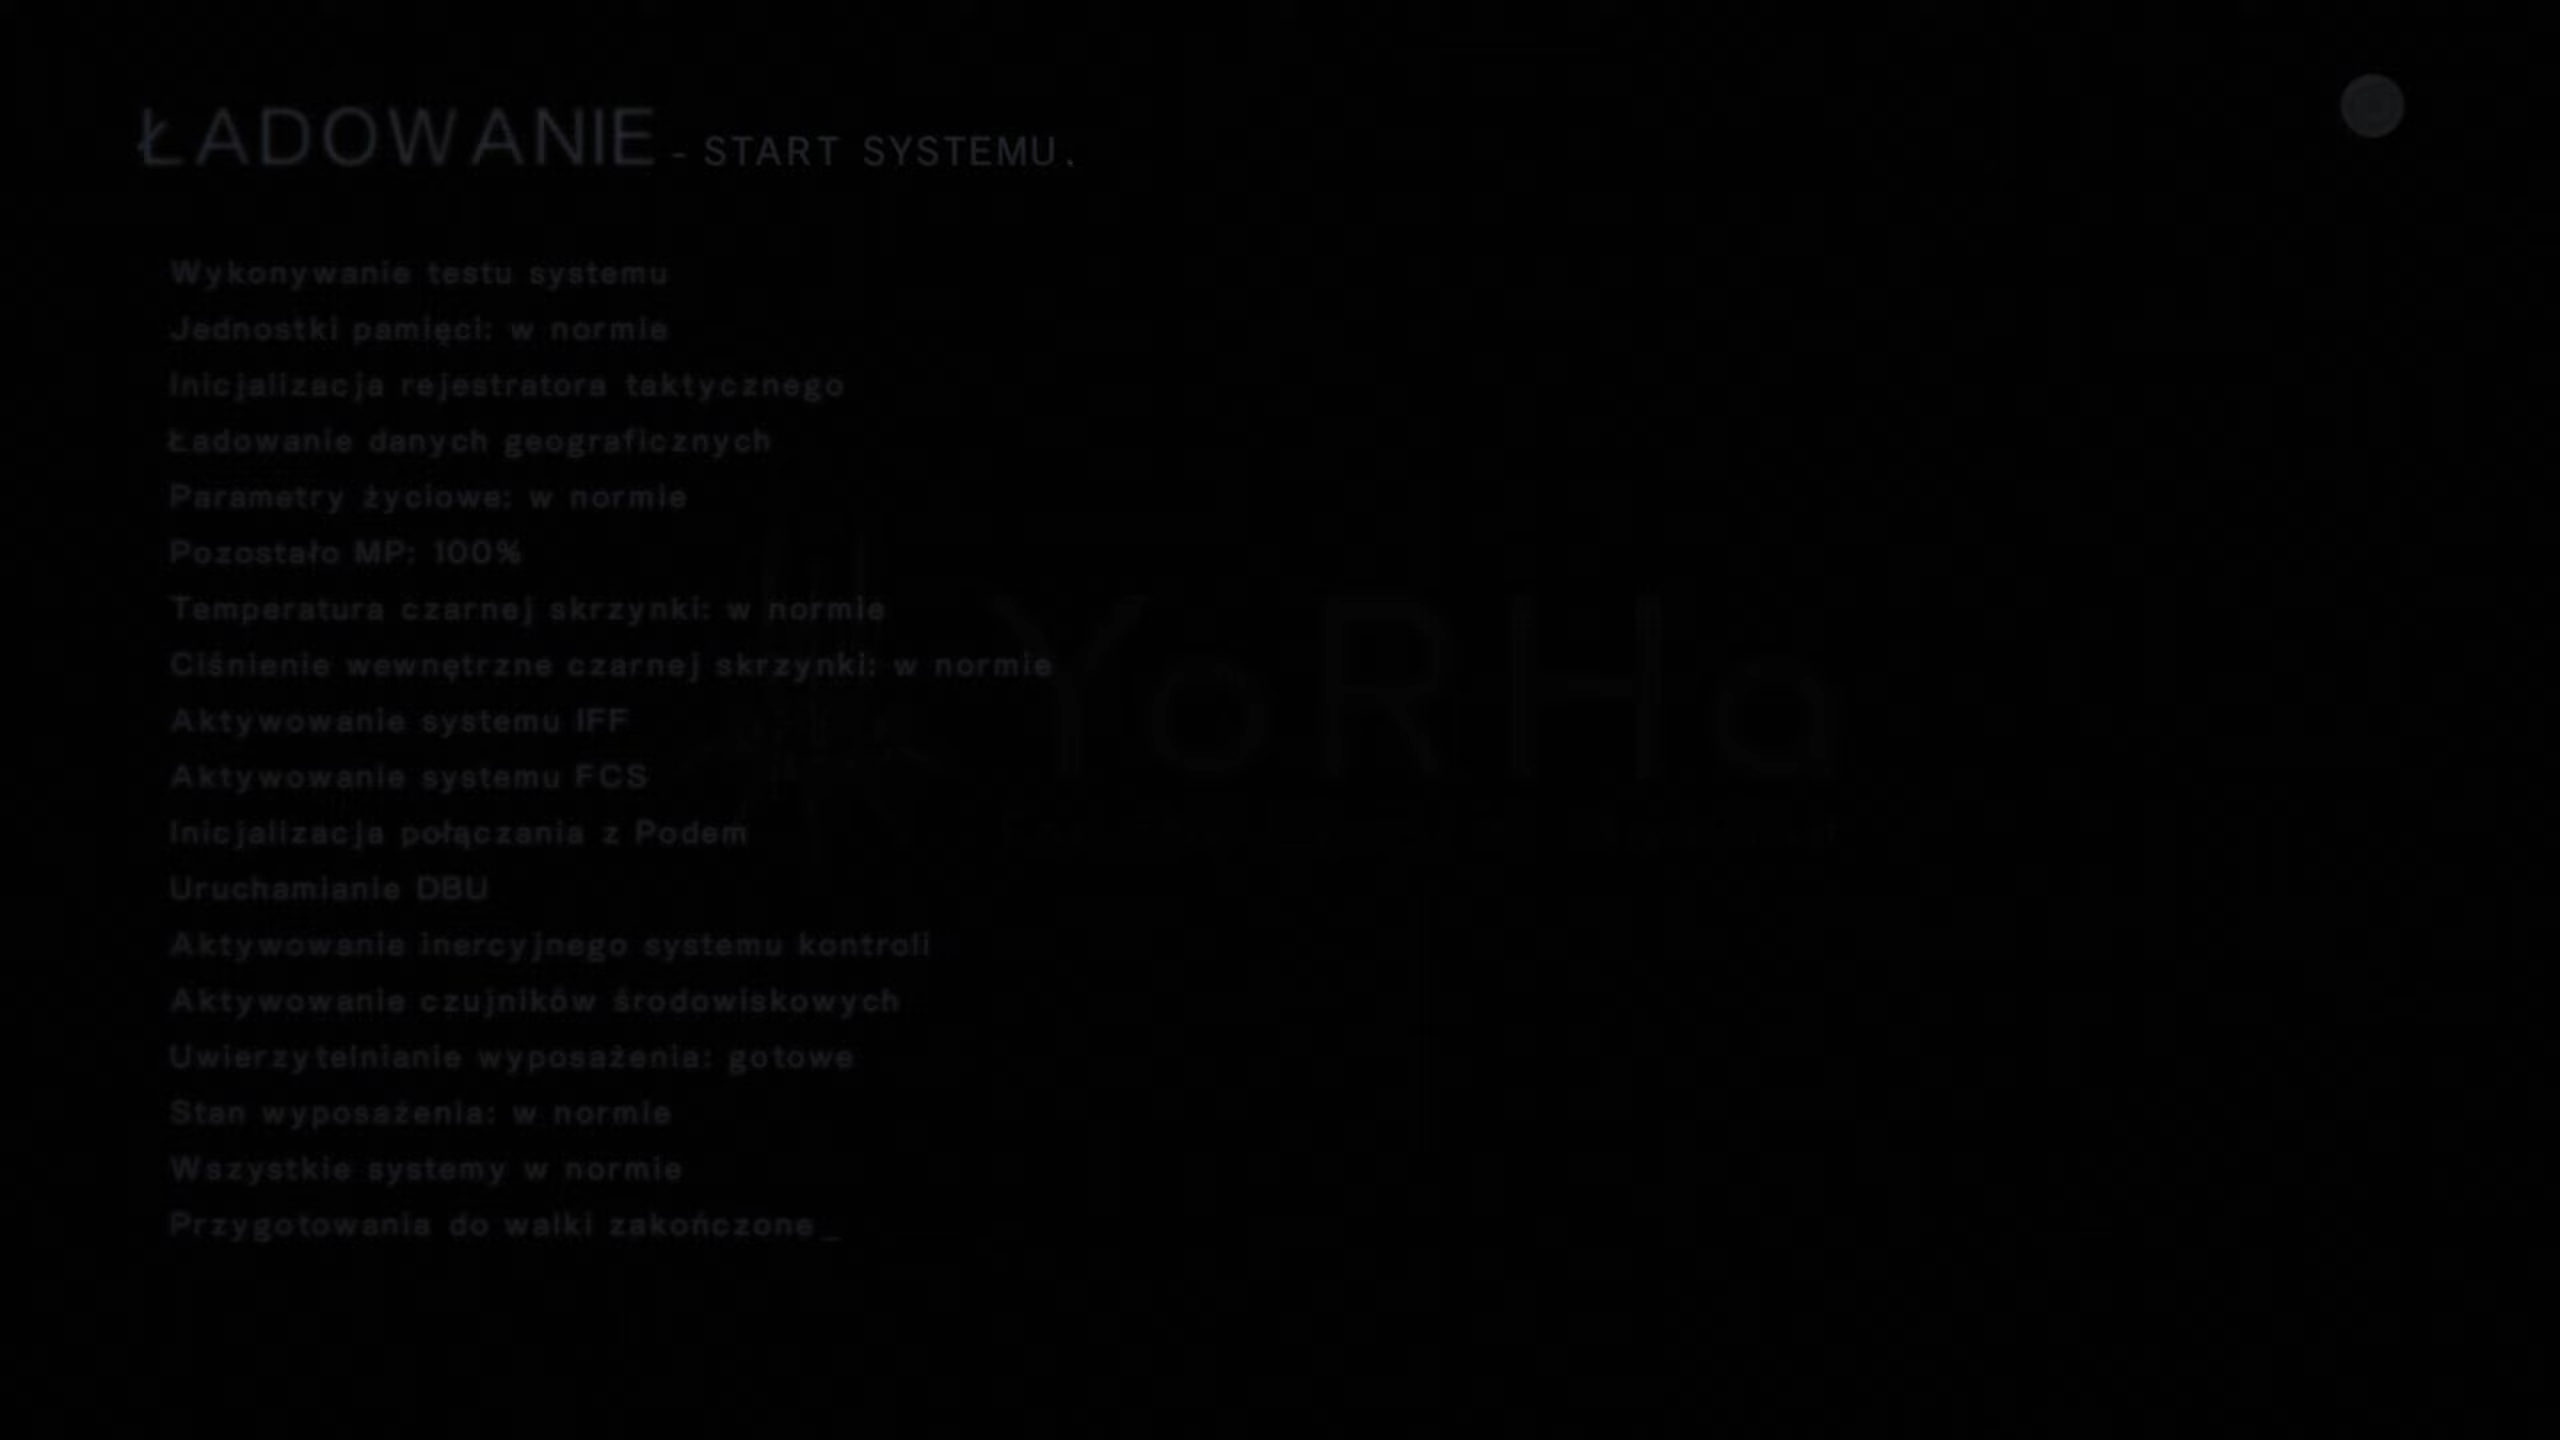 ŁADOWANIE - START SYSTEMU.
Wykonywanie testu systemu
Jednostki pamięci: w normie
Inicjalizacja rejestratora taktycznego
Ładowanie danych geograficznych
Parametry życiowe: w normie
Pozostało MP: 100%
Temperatura czarnej skrzynki: w normie
Ciśnienie wewnętrzne czarnej skrzynki: w normie
Aktywowanie systemu IFF
Aktywowanie systemu FCS
Inicjalizacja połączania z Podem
Uruchamianie DBU
Aktywowanie inercyjnego systemu kontroli
Aktywowanie czujników środowiskowych
Uwierzytelnianie wyposażenia: gotowe
Stan wyposażenia: w normie
Wszystkie systemy w normie
Przygotowania do walki zakończone_
YoRHa